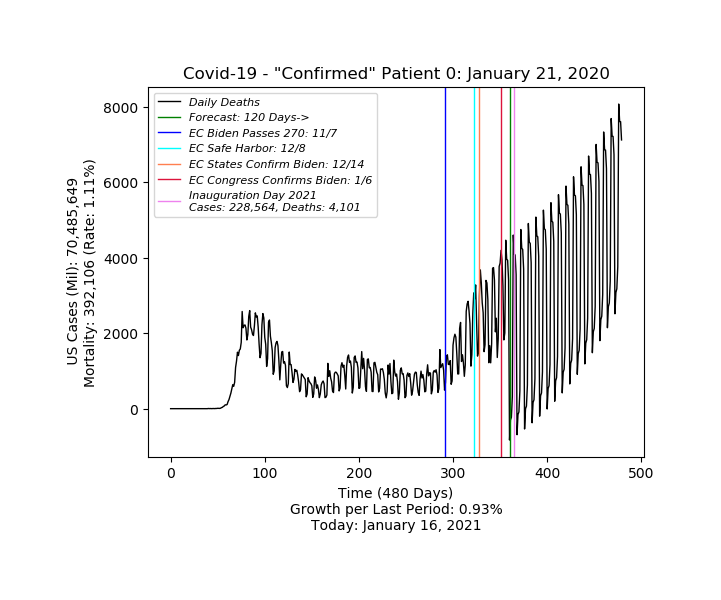 Covid-19 - "Confirmed" Patient 0: January 21, 2020
Daily Deaths
Forecast: 120 Days->
EC Biden Passes 270: 11/7
EC Safe Harbor: 12/8
EC States Confirm Biden: 12/14
EC Congress Confirms Biden: 1/6
Inauguration Day 2021
Cases: 228,564, Deaths: 4,101
US Cases (Mil): 70,485,649
Mortality: 392,106 (Rate: 1.11%)
8000
6000
4000
2000
0
0 100 200 300 400 500
Time (480 Days)
Growth per Last Period: 0.93%
Today: January 16, 2021